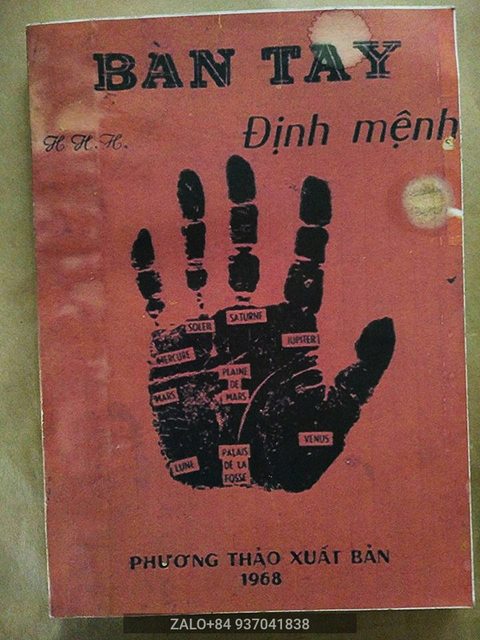 BÀN TAY
Định mệnh
H H. H.
SOLEIL
SATURNE
JUPITER
MERCURE
PLAINE
DE
MARS
MARS
VENUS
LUNE
PALAIS
DE LA
FOSSE
PHƯƠNG THẢO XUẤT BẢN
1968
ZALO+84 937041838